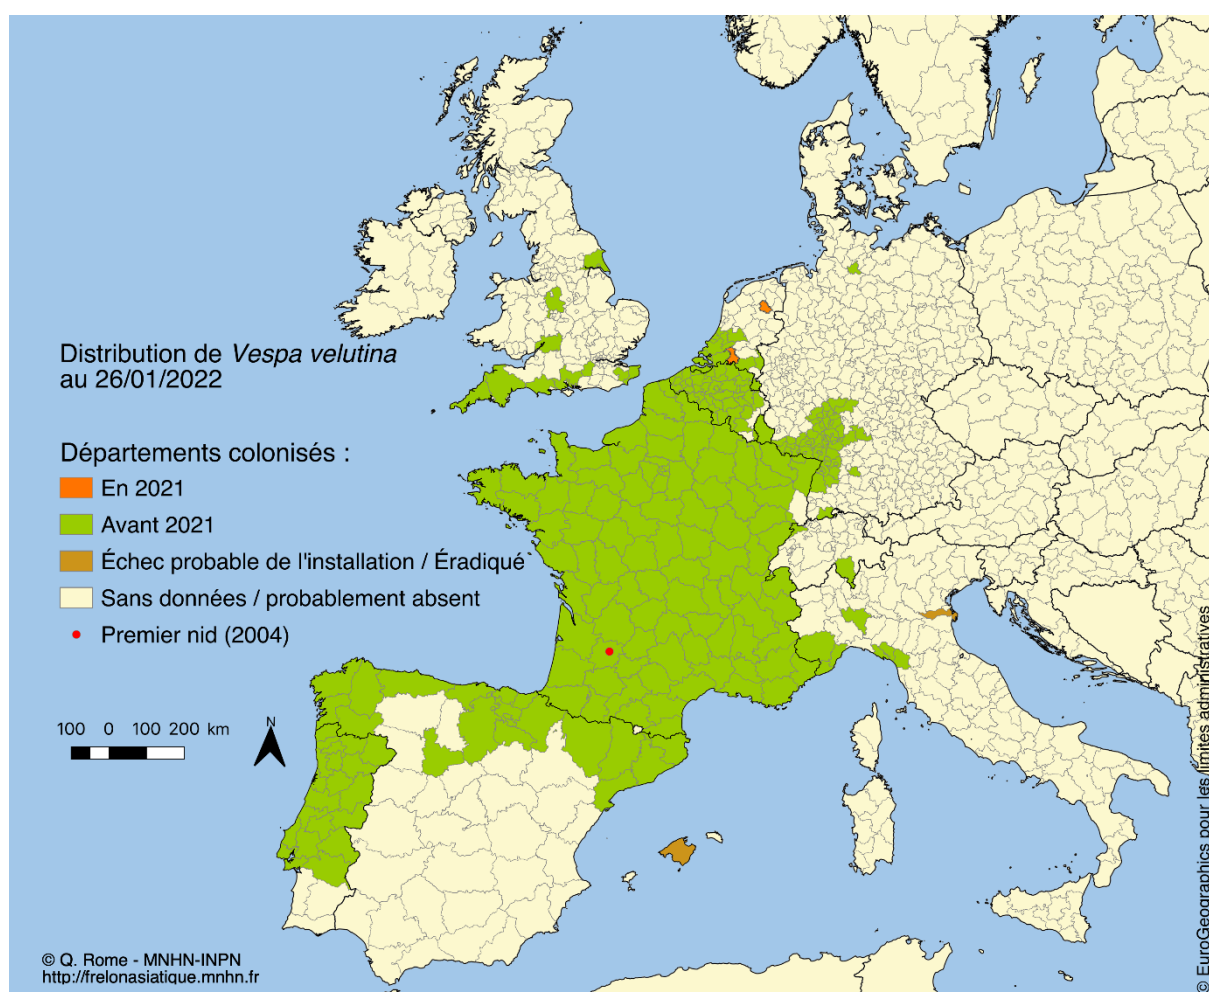 Distribution de Vespa velutina
au 26/01/2022
Départements colonisés :
En 2021
Avant 2021
Échec probable de l'installation / Éradiqué
Sans données / probablement absent
Premier nid (2004)
100 0 100 200 km
N
© Q. Rome - MNHN-INPN
http://frelonasiatique.mnhn.fr
© EuroGeographics pour les limites administratives